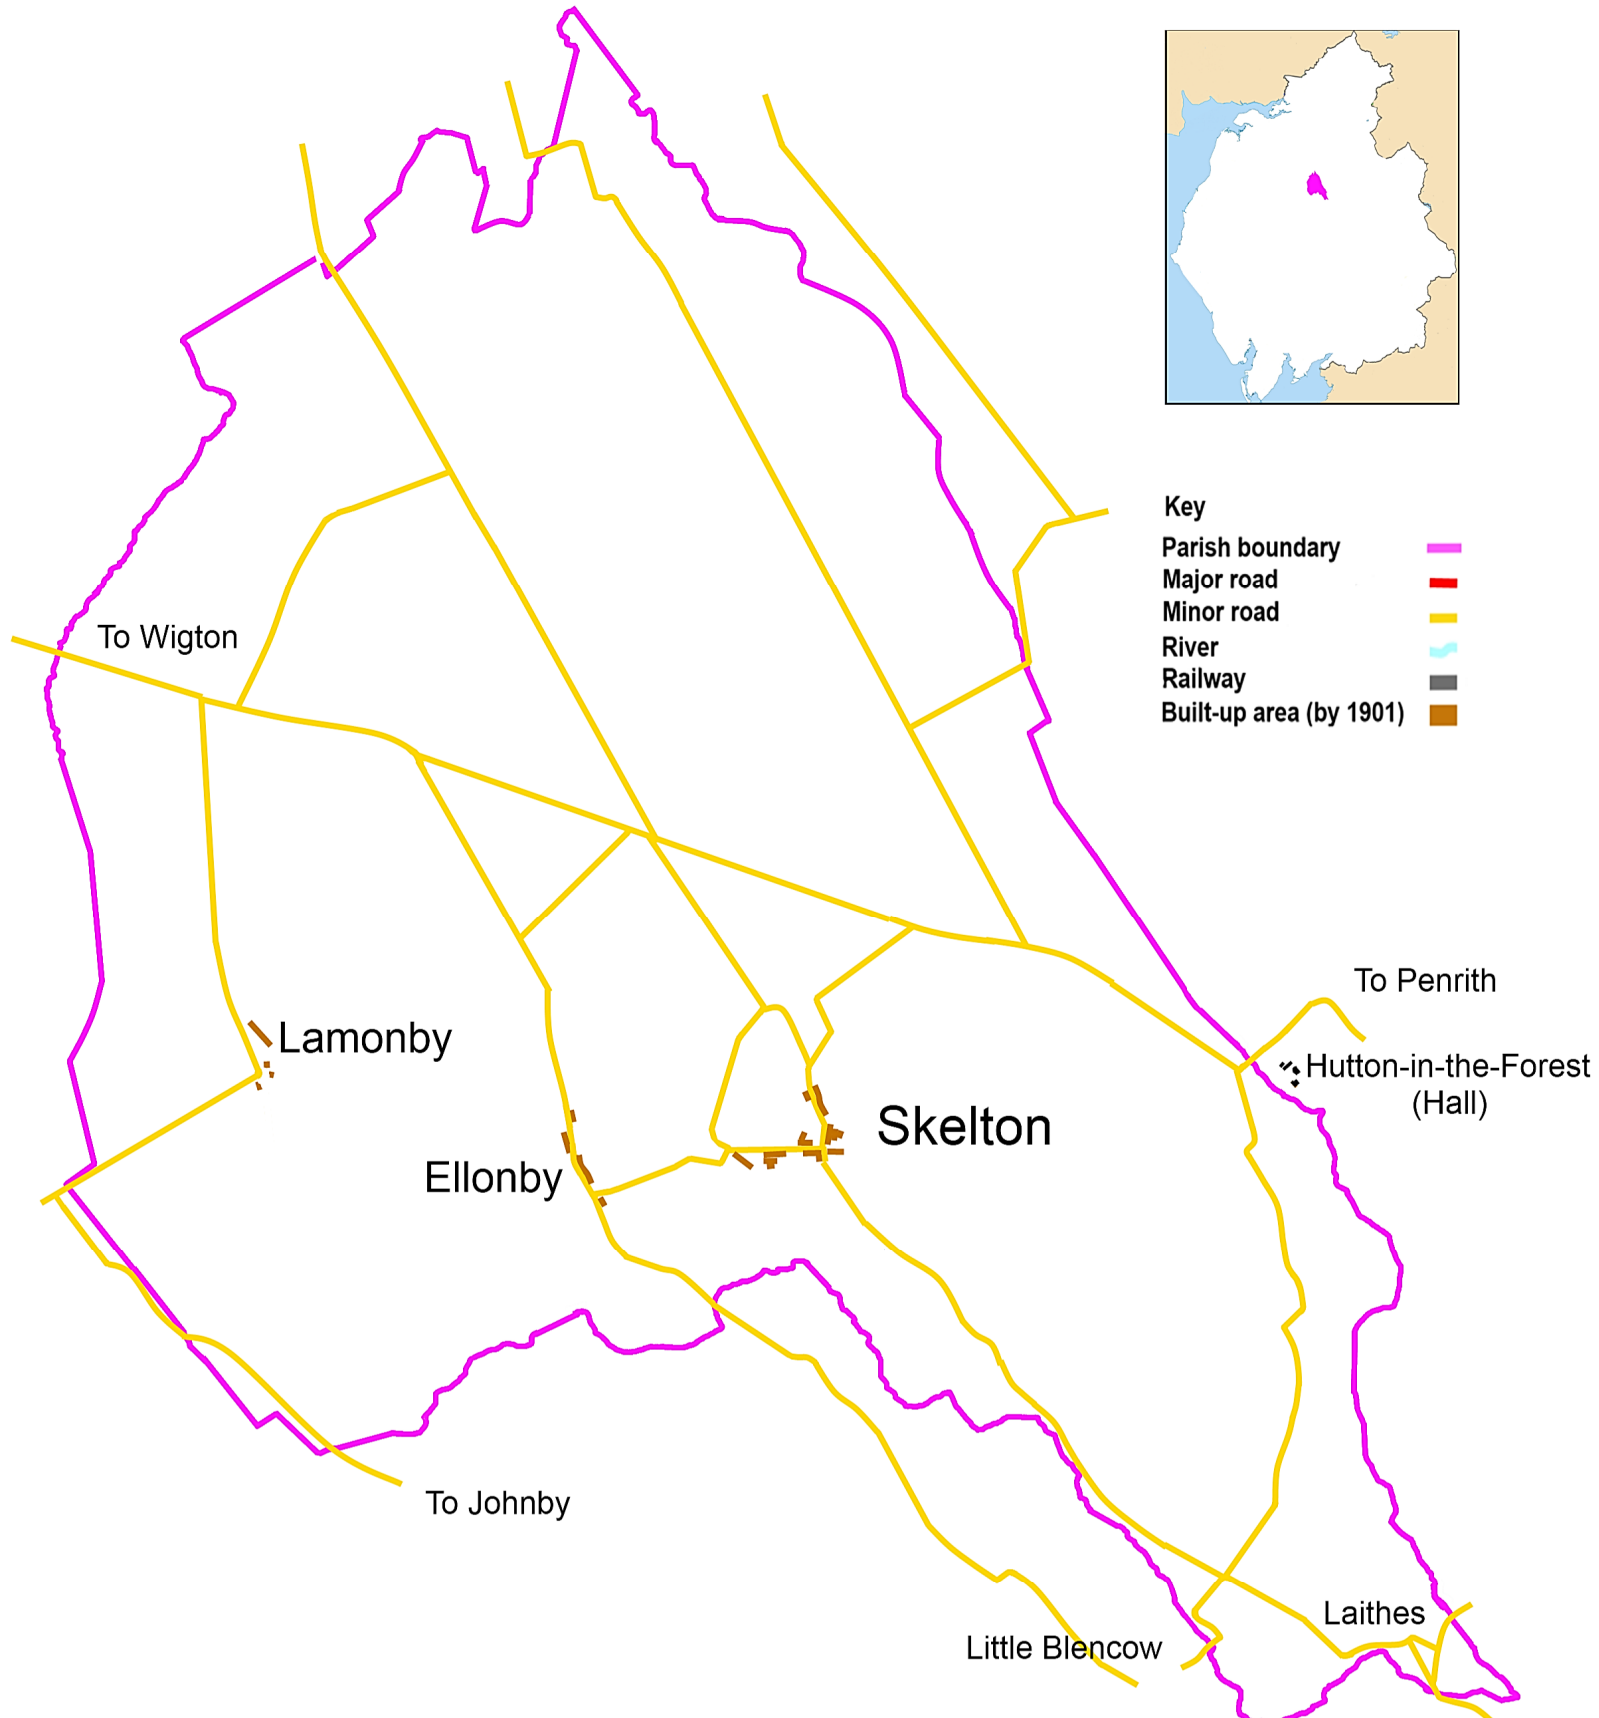 Key
Parish boundary
Major road
Minor road
River
Railway
Built-up area (by 1901)
To Wigton
To Penrith
Lamonby
Hutton-in-the-Forest
(Hall)
Skelton
Ellonby
To Johnby
Laithes
Little Blencow